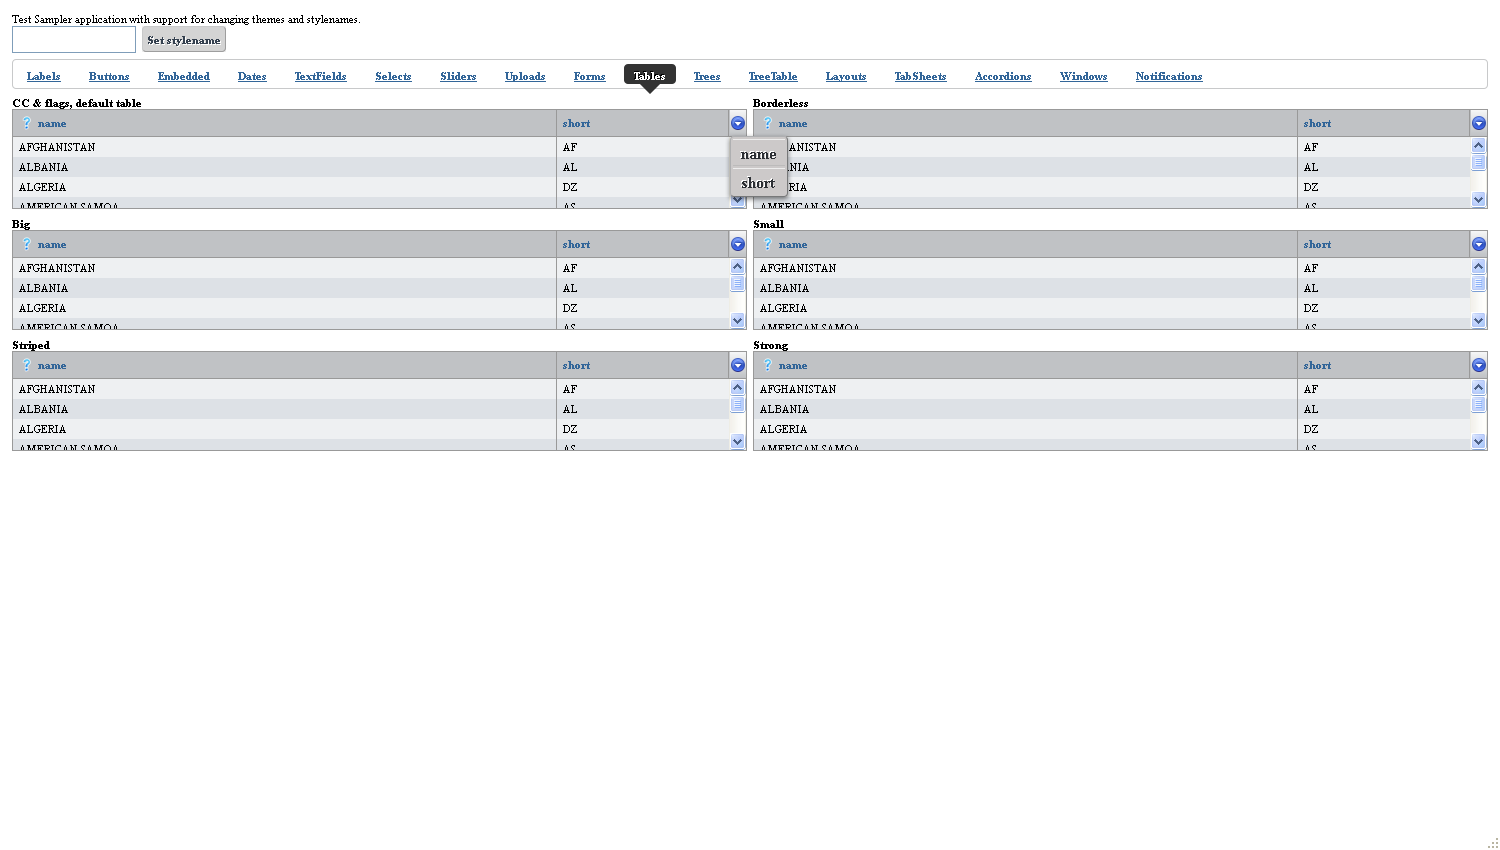 Test Sampler application with support for changing themes and stylenames.
Set stylename
Labels Buttons Embedded Dates TextFields Selects Sliders Uploads Forms Tables Trees TreeTable Layouts TabSheets Accordions Windows Notifications
CC & flags, default table
? name short
AFGHANISTAN AF
ALBANIA AL
ALGERIA DZ
AMERICAN SAMOA AS
name
short
Borderless
? name short
ANISTAN AF
NIA AL
RIA DZ
AMERICAN SAMOA AS
Big
? name short
AFGHANISTAN AF
ALBANIA AL
ALGERIA DZ
AMERICAN SAMOA AS
Small
? name short
AFGHANISTAN AF
ALBANIA AL
ALGERIA DZ
AMERICAN SAMOA AS
Striped
? name short
AFGHANISTAN AF
ALBANIA AL
ALGERIA DZ
AMERICAN SAMOA AS
Strong
? name short
AFGHANISTAN AF
ALBANIA AL
ALGERIA DZ
AMERICAN SAMOA AS